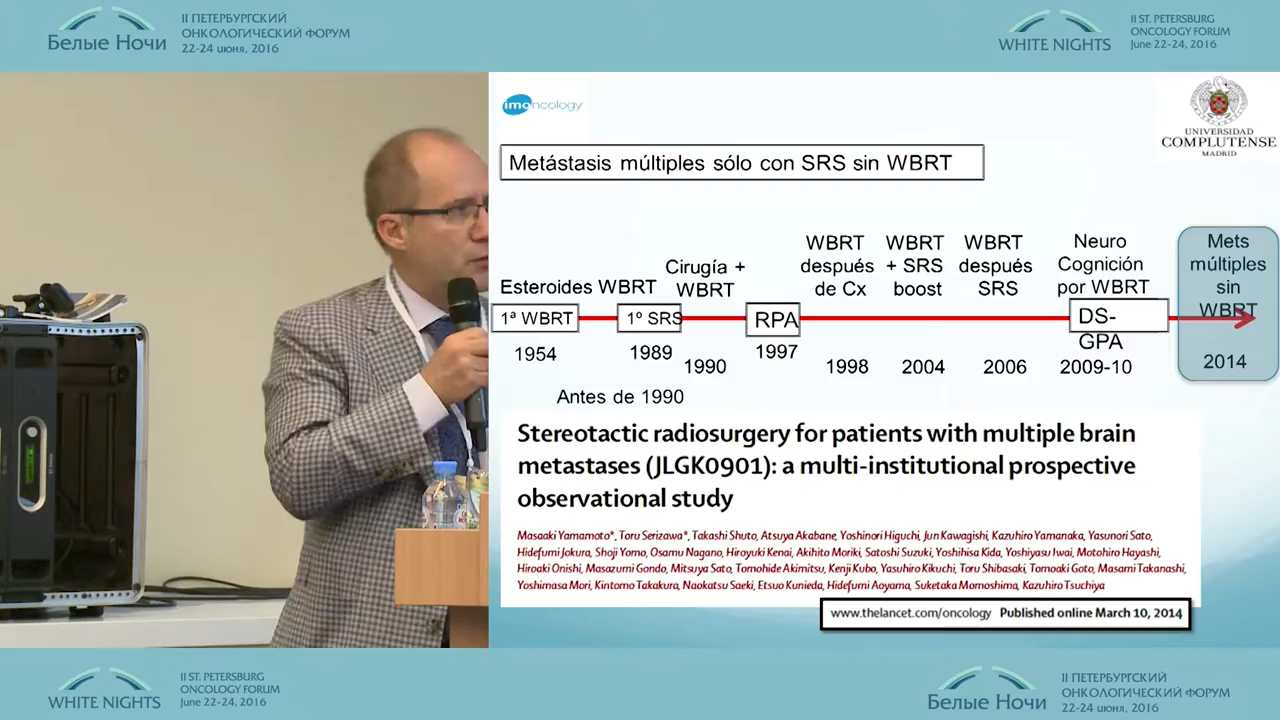 Белые Ночи
II ПЕТЕРБУРГСКИЙ
ОНКОЛОГИЧЕСКИЙ ФОРУМ
22-24 июня, 2016
WHITE NIGHTS
II ST. PETERSBURG
ONCOLOGY FORUM
June 22-24, 2016
imoncology
UNIVERSIDAD
COMPLUTENSE
MADRID
Metástasis múltiples sólo con SRS sin WBRT
Esteroides WBRT
Cirugía +
WBRT
WBRT
después
de Cx
WBRT
+ SRS
boost
WBRT
después
SRS
Neuro
Cognición
por WBRT
Mets
múltiples
sin
WBRT
1ª WBRT
1º SRS
RPA
DS-
GPA
1954
1989
1990
1997
1998
2004
2006
2009-10
2014
Antes de 1990
Stereotactic radiosurgery for patients with multiple brain
metastases (JLGK0901): a multi-institutional prospective
observational study
Masaaki Yamamoto*, Toru Serizawa*, Takashi Shuto, Atsuya Akabane, Yoshinori Higuchi, Jun Kawagishi, Kazuhiro Yamanaka, Yasunori Sato,
Hidefumi Jokura, Shoji Yomo, Osamu Nagano, Hiroyuki Kenai, Akihito Moriki, Satoshi Suzuki, Yoshihisa Kida, Yoshiyasu Iwai, Motohiro Hayashi,
Hiroaki Onishi, Masazumi Gondo, Mitsuya Sato, Tomohide Akimitsu, Kenji Kubo, Yasuhiro Kikuchi, Toru Shibasaki, Tomoaki Goto, Masami Takanashi,
Yoshimasa Mori, Kintomo Takakura, Naokatsu Saeki, Etsuo Kunieda, Hidefumi Aoyama, Suketaka Momoshima, Kazuhiro Tsuchiya
www.thelancet.com/oncology Published online March 10, 2014
WHITE NIGHTS
II ST. PETERSBURG
ONCOLOGY FORUM
June 22-24, 2016
Белые Ночи
II ПЕТЕРБУРГСКИЙ
ОНКОЛОГИЧЕСКИЙ ФОРУМ
22-24 июня, 2016